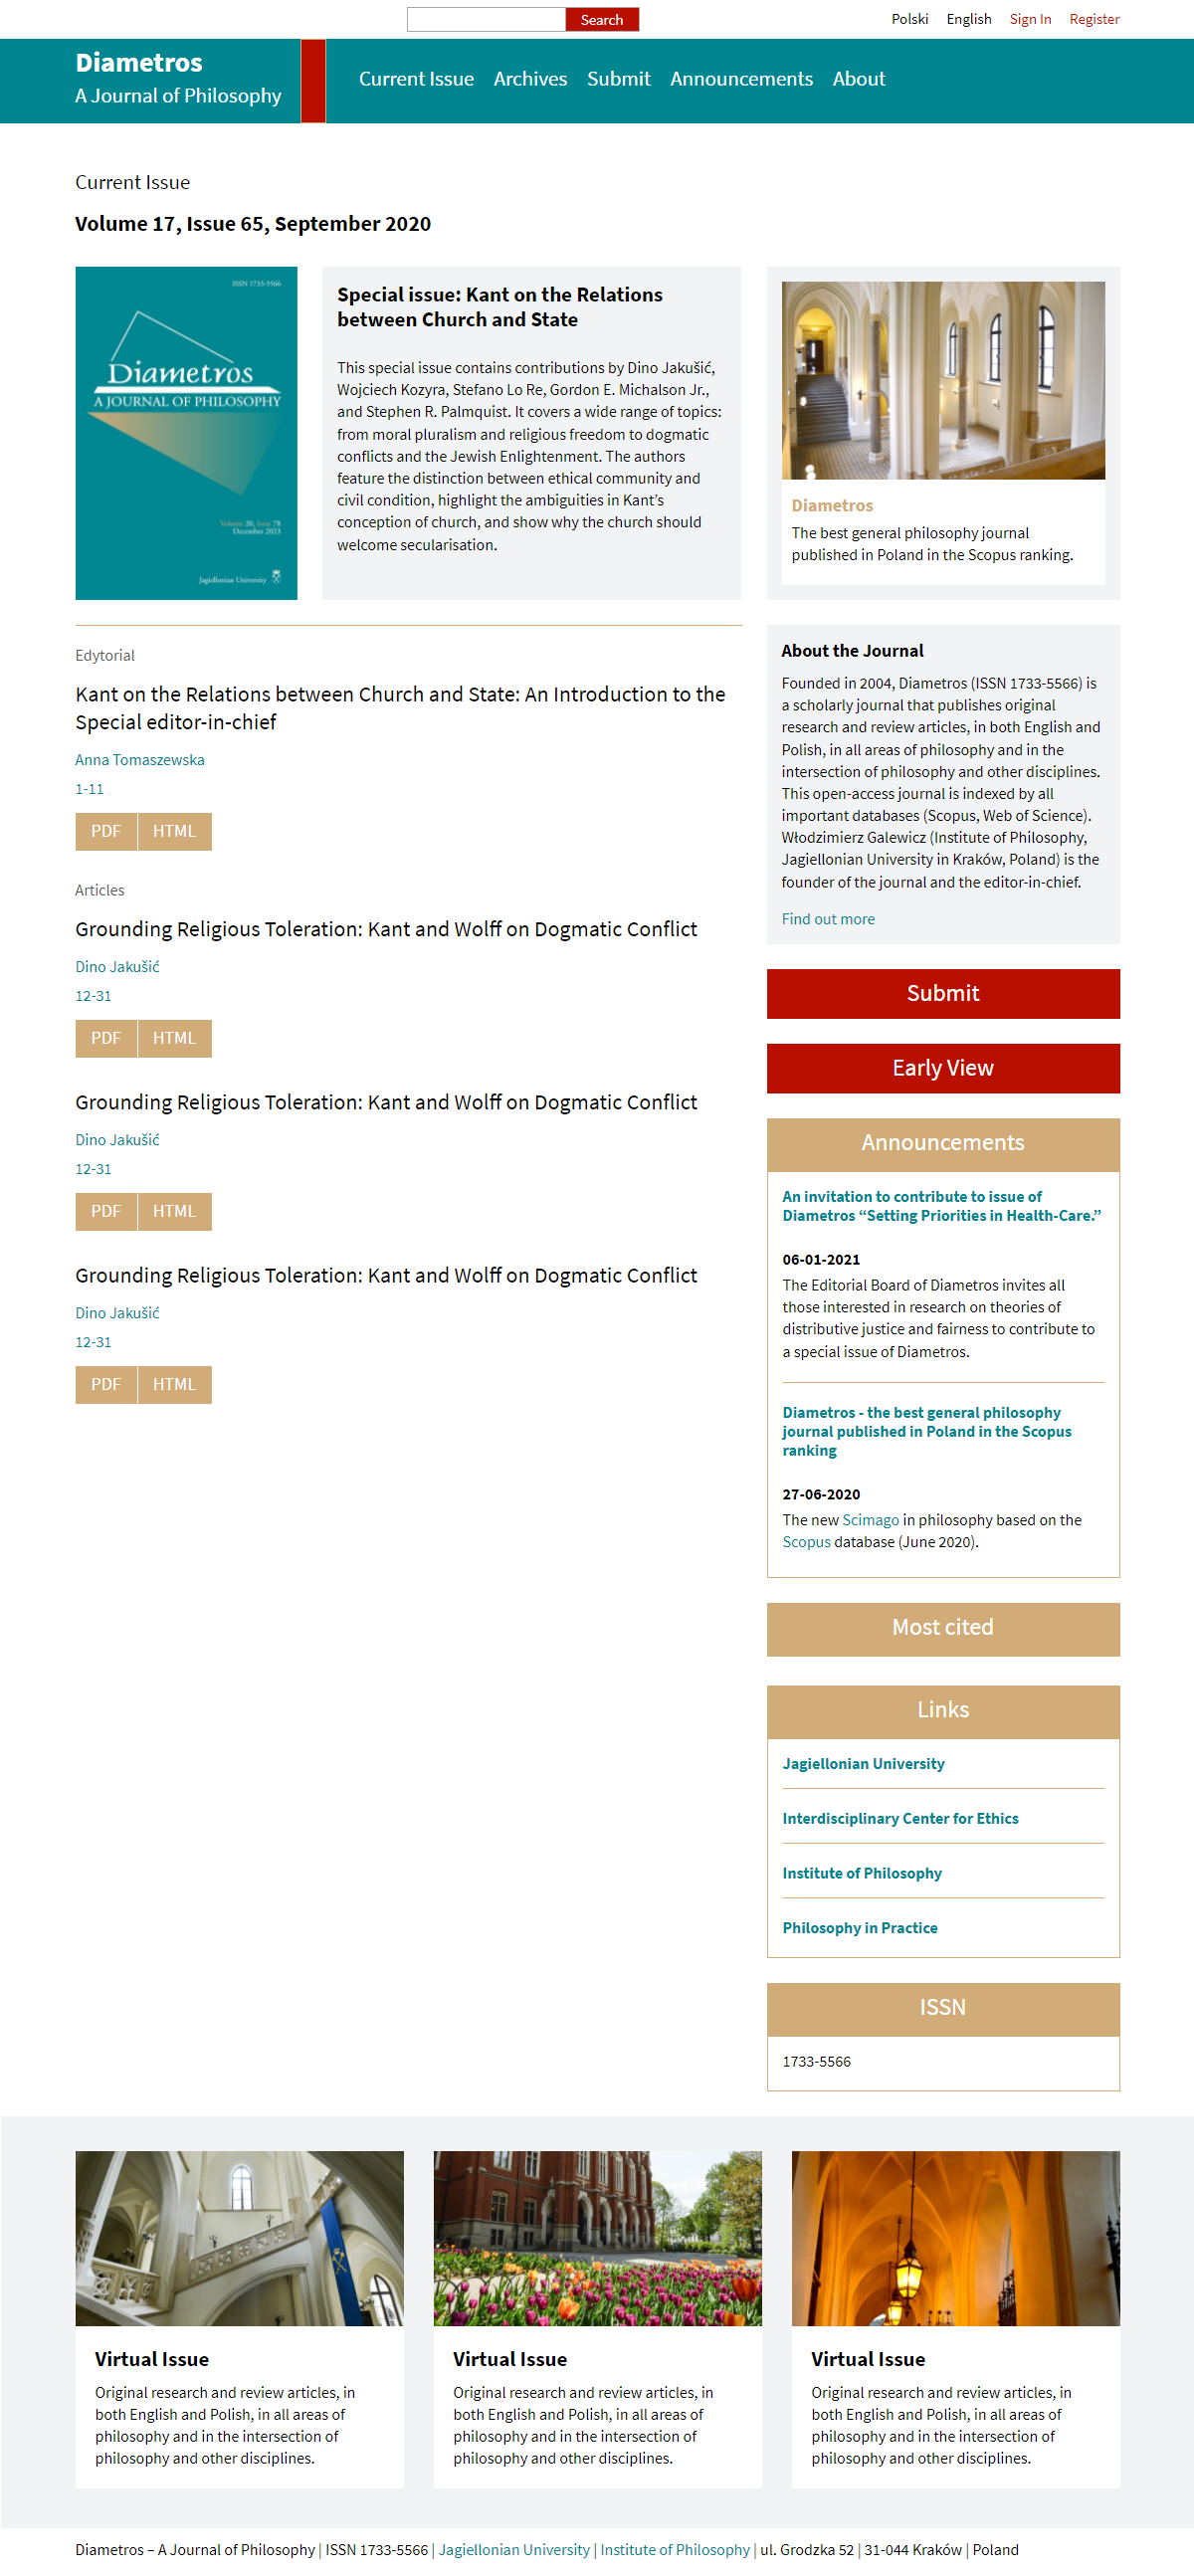 Search
Polski English Sign In Register
Diametros
A Journal of Philosophy
Current Issue Archives Submit Announcements About
Current Issue
Volume 17, Issue 65, September 2020
ISSN 1733-5566
Diametros
A JOURNAL OF PHILOSOPHY
Volume 20, Issue 78
December 2023
Jagiellonian University
Special issue: Kant on the Relations
between Church and State
This special issue contains contributions by Dino Jakušić,
Wojciech Kozyra, Stefano Lo Re, Gordon E. Michalson Jr.,
and Stephen R. Palmquist. It covers a wide range of topics:
from moral pluralism and religious freedom to dogmatic
conflicts and the Jewish Enlightenment. The authors
feature the distinction between ethical community and
civil condition, highlight the ambiguities in Kant’s
conception of church, and show why the church should
welcome secularisation.
Diametros
The best general philosophy journal
published in Poland in the Scopus ranking.
Edytorial
Kant on the Relations between Church and State: An Introduction to the
Special editor-in-chief
Anna Tomaszewska
1-11
PDF HTML
Articles
Grounding Religious Toleration: Kant and Wolff on Dogmatic Conflict
Dino Jakušić
12-31
PDF HTML
Grounding Religious Toleration: Kant and Wolff on Dogmatic Conflict
Dino Jakušić
12-31
PDF HTML
Grounding Religious Toleration: Kant and Wolff on Dogmatic Conflict
Dino Jakušić
12-31
PDF HTML
About the Journal
Founded in 2004, Diametros (ISSN 1733-5566) is
a scholarly journal that publishes original
research and review articles, in both English and
Polish, in all areas of philosophy and in the
intersection of philosophy and other disciplines.
This open-access journal is indexed by all
important databases (Scopus, Web of Science).
Włodzimierz Galewicz (Institute of Philosophy,
Jagiellonian University in Kraków, Poland) is the
founder of the journal and the editor-in-chief.
Find out more
Submit
Early View
Announcements
An invitation to contribute to issue of
Diametros “Setting Priorities in Health-Care.”
06-01-2021
The Editorial Board of Diametros invites all
those interested in research on theories of
distributive justice and fairness to contribute to
a special issue of Diametros.
Diametros - the best general philosophy
journal published in Poland in the Scopus
ranking
27-06-2020
The new Scimago in philosophy based on the
Scopus database (June 2020).
Most cited
Links
Jagiellonian University
Interdisciplinary Center for Ethics
Institute of Philosophy
Philosophy in Practice
ISSN
1733-5566
Virtual Issue
Original research and review articles, in
both English and Polish, in all areas of
philosophy and in the intersection of
philosophy and other disciplines.
Virtual Issue
Original research and review articles, in
both English and Polish, in all areas of
philosophy and in the intersection of
philosophy and other disciplines.
Virtual Issue
Original research and review articles, in
both English and Polish, in all areas of
philosophy and in the intersection of
philosophy and other disciplines.
Diametros – A Journal of Philosophy | ISSN 1733-5566 | Jagiellonian University | Institute of Philosophy | ul. Grodzka 52 | 31-044 Kraków | Poland